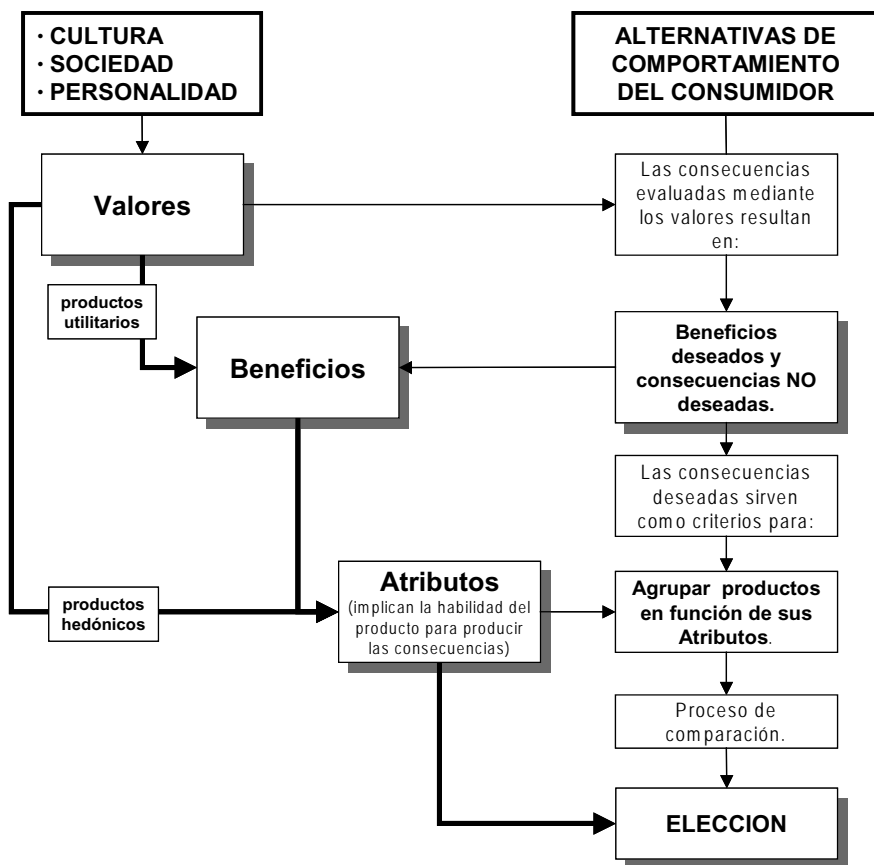 · CULTURA
· SOCIEDAD
· PERSONALIDAD
ALTERNATIVAS DE
COMPORTAMIENTO
DEL CONSUMIDOR
Valores
Las consecuencias
evaluadas mediante
los valores resultan
en:
productos
utilitarios
Beneficios
Beneficios
deseados y
consecuencias NO
deseadas.
Las consecuencias
deseadas sirven
como criterios para:
productos
hedónicos
Atributos
(implican la habilidad del
producto para producir
las consecuencias)
Agrupar productos
en función de sus
Atributos.
Proceso de
comparación.
ELECCION